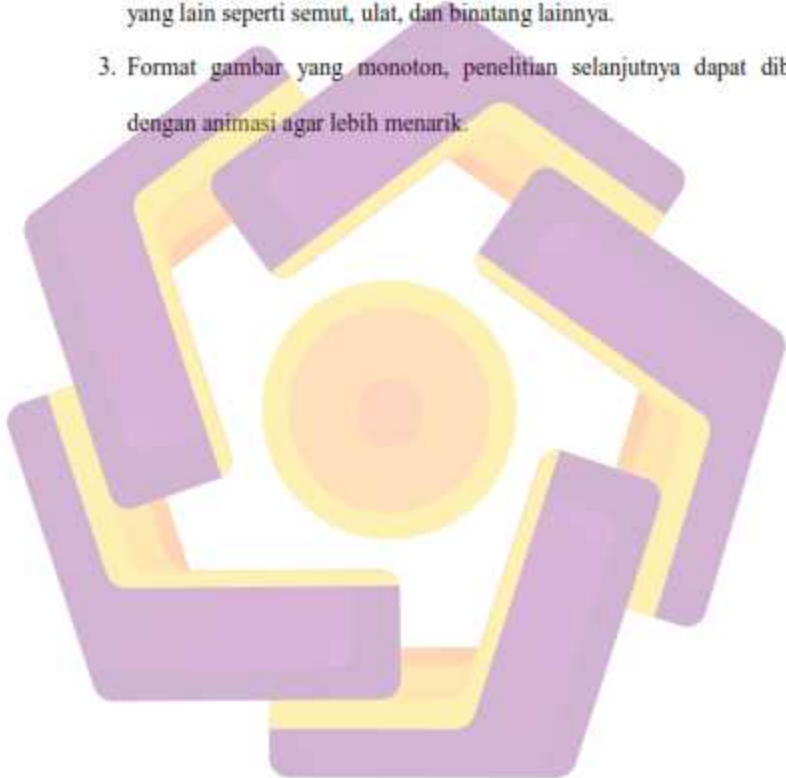 yang lain seperti semut, ulat, dan binatang lainnya.
3. Format gambar yang monoton, penelitian selanjutnya dapat
dengan animasi agar lebih menarik.